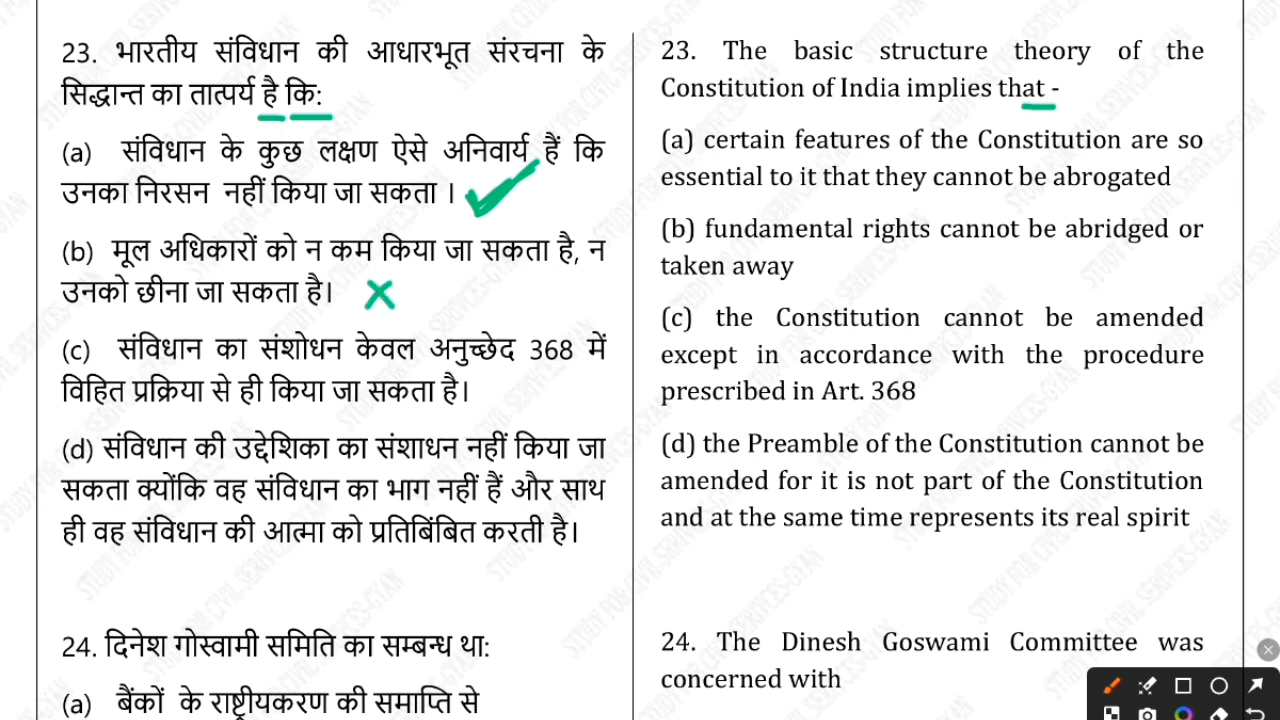 23. भारतीय संविधान की आधारभूत संरचना के
सिद्धान्त का तात्पर्य है कि:
(a) संविधान के कुछ लक्षण ऐसे अनिवार्य हैं कि
उनका निरसन नहीं किया जा सकता ।
(b) मूल अधिकारों को न कम किया जा सकता है, न
उनको छीना जा सकता है।
(c) संविधान का संशोधन केवल अनुच्छेद 368 में
विहित प्रक्रिया से ही किया जा सकता है।
(d) संविधान की उद्देशिका का संशाधन नहीं किया जा
सकता क्योंकि वह संविधान का भाग नहीं हैं और साथ
ही वह संविधान की आत्मा को प्रतिबिंबित करती है।
24. दिनेश गोस्वामी समिति का सम्बन्ध था:
(a) बैंकों के राष्ट्रीयकरण की समाप्ति से
23. The basic structure theory of the
Constitution of India implies that -
(a) certain features of the Constitution are so
essential to it that they cannot be abrogated
(b) fundamental rights cannot be abridged or
taken away
(c) the Constitution cannot be amended
except in accordance with the procedure
prescribed in Art. 368
(d) the Preamble of the Constitution cannot be
amended for it is not part of the Constitution
and at the same time represents its real spirit
24. The Dinesh Goswami Committee was
concerned with